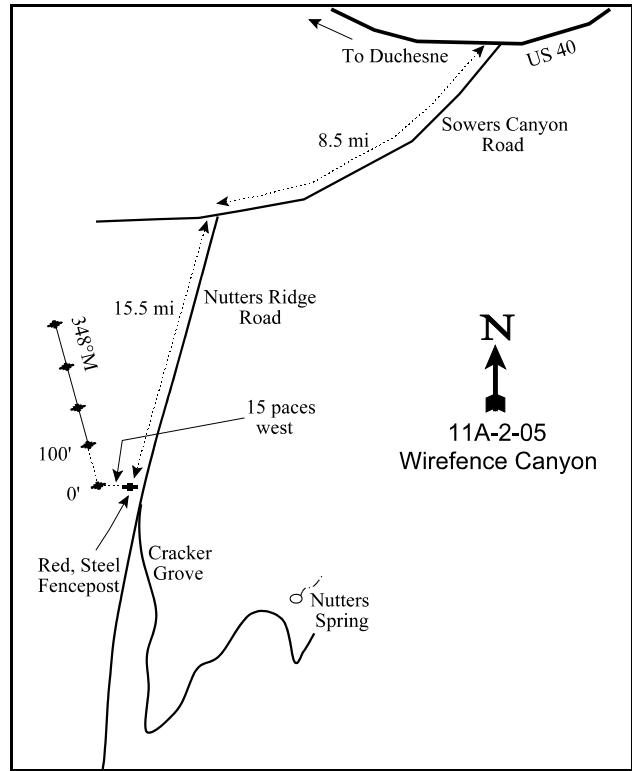 To Duchesne
US 40
Sowers Canyon
Road
8.5 mi
15.5 mi
Nutters Ridge
Road
348°M
N
11A-2-05
Wirefence Canyon
15 paces
west
100'
0'
Red, Steel
Fencepost
Cracker
Grove
Nutters
Spring